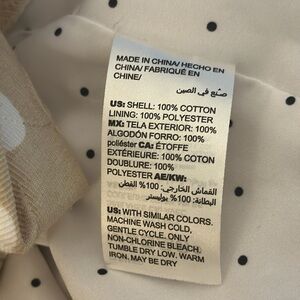 MADE IN CHINA/ HECHO EN
CHINA/ FABRIQUÉ EN
CHINE/
صنع في الصين
US: SHELL: 100% COTTON
LINING: 100% POLYESTER
MX: TELA EXTERIOR: 100%
ALGODÓN FORRO: 100%
poliéster CA: ÉTOFFE
EXTÉRIEURE: 100% COTON
DOUBLURE: 100%
POLYESTER AE/KW:
القماش الخارجي: 100% القطن
البطانة: 100% بوليستر
US: WITH SIMILAR COLORS.
MACHINE WASH COLD,
GENTLE CYCLE. ONLY
NON-CHLORINE BLEACH,
TUMBLE DRY LOW. WARM
IRON. MAY BE DRY